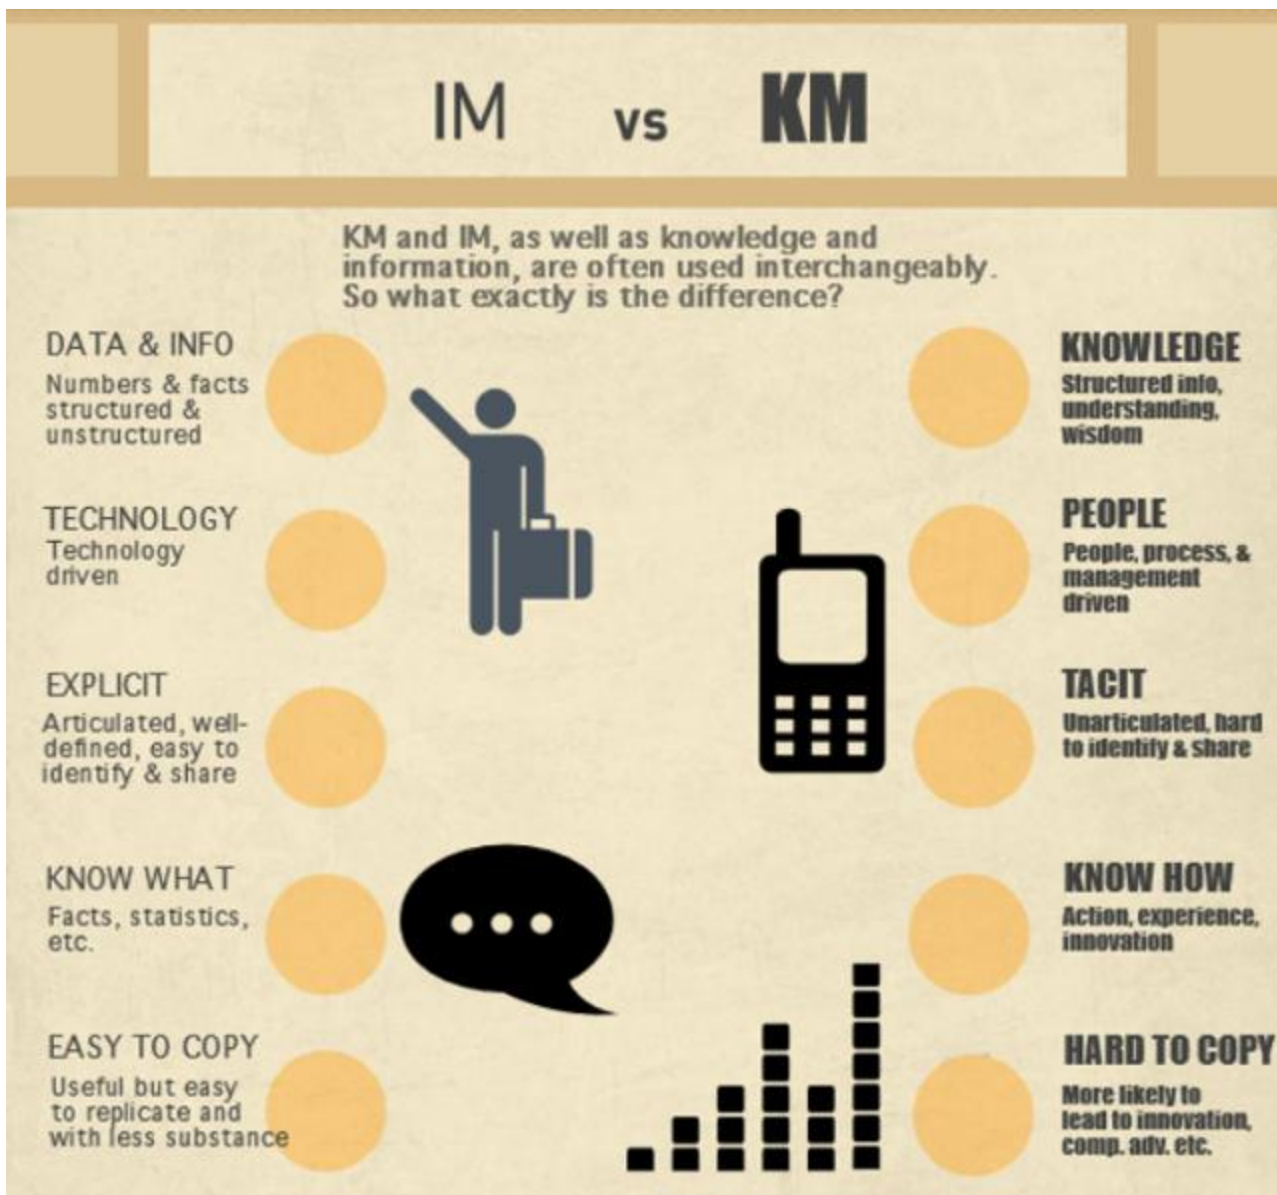 IM vs KM
KM and IM, as well as knowledge and
information, are often used interchangeably.
So what exactly is the difference?
DATA & INFO
Numbers & facts
structured &
unstructured
TECHNOLOGY
Technology
driven
EXPLICIT
Articulated, well-
defined, easy to
identify & share
KNOW WHAT
Facts, statistics,
etc.
EASY TO COPY
Useful but easy
to replicate and
with less substance
KNOWLEDGE
Structured info,
understanding,
wisdom
PEOPLE
People, process, &
management
driven
TACIT
Unarticulated, hard
to identify & share
KNOW HOW
Action, experience,
innovation
HARD TO COPY
More likely to
lead to innovation,
comp. adv. etc.